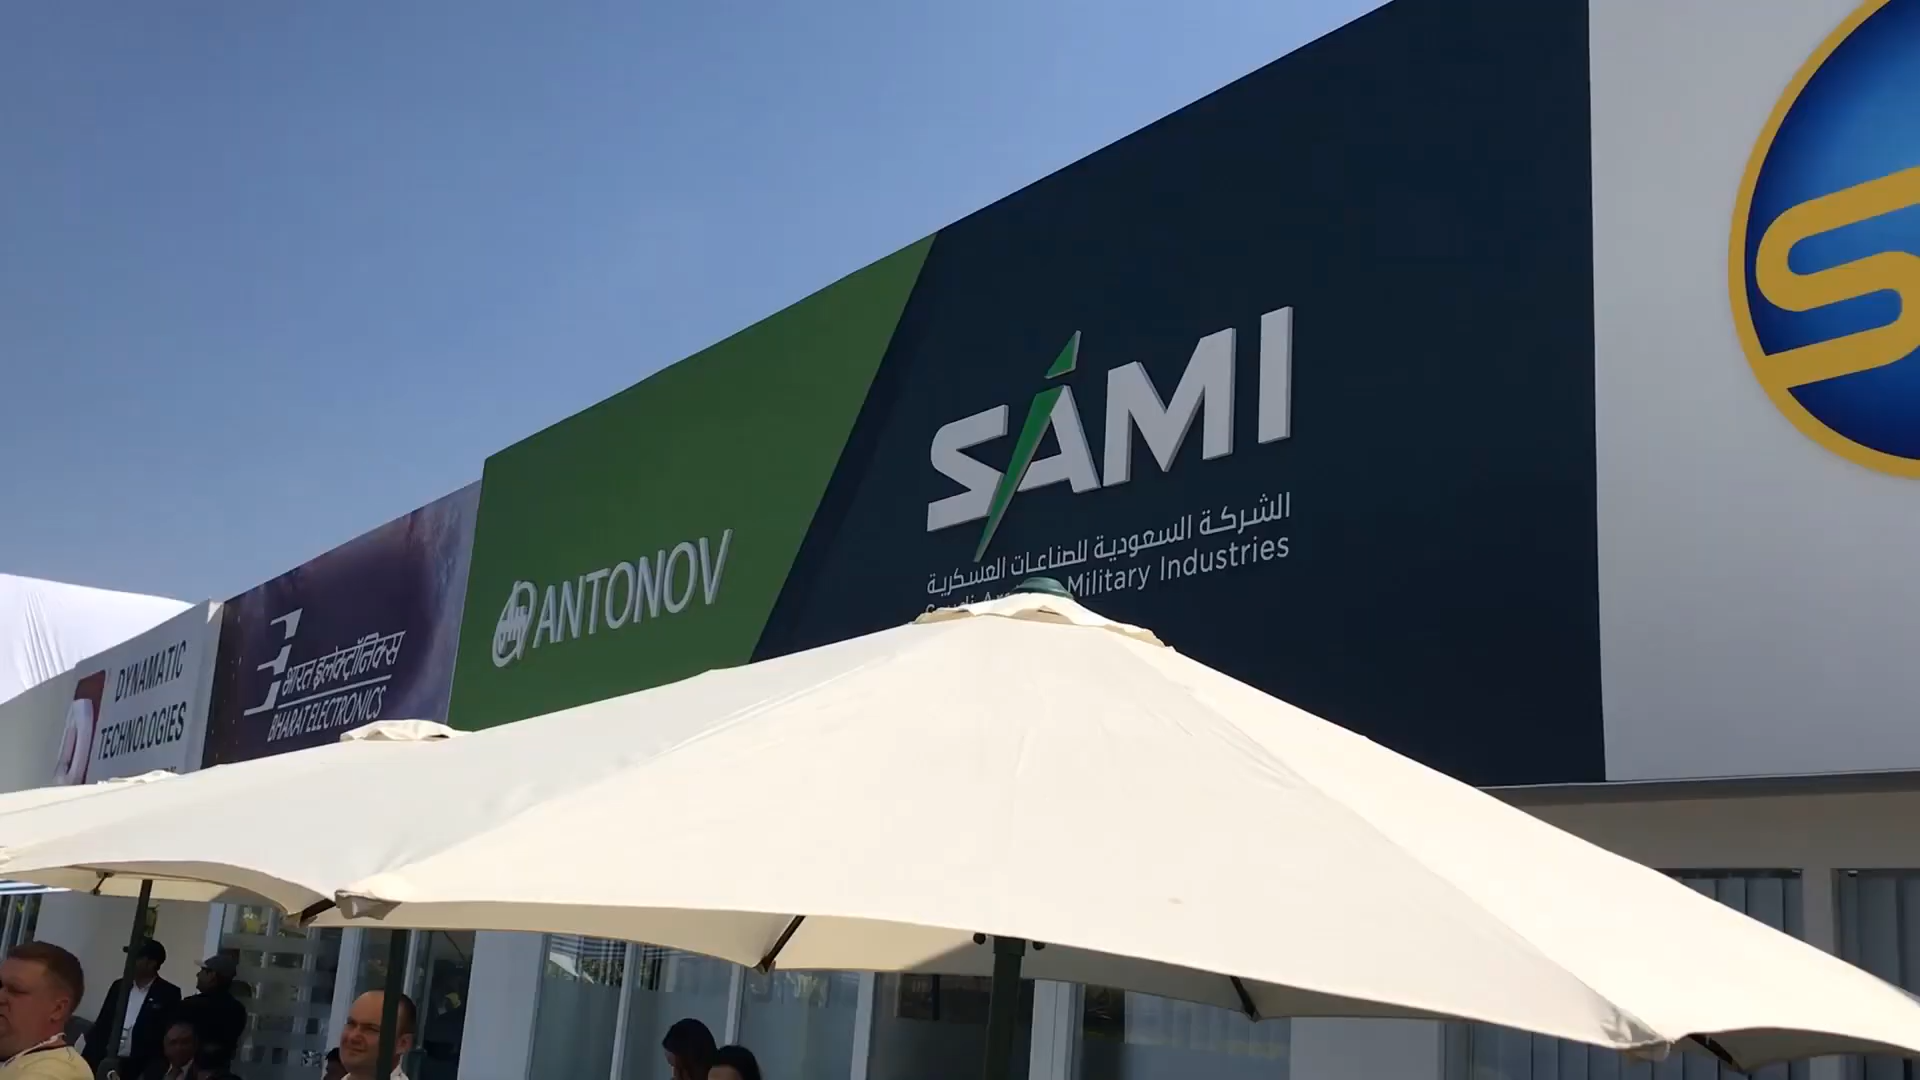 DYNAMATIC
TECHNOLOGIES
भारत इलेक्ट्रॉनिक्स
BHARAT ELECTRONICS
ANTONOV
SAMI
الشركة السعودية للصناعات العسكرية
Military Industries
S